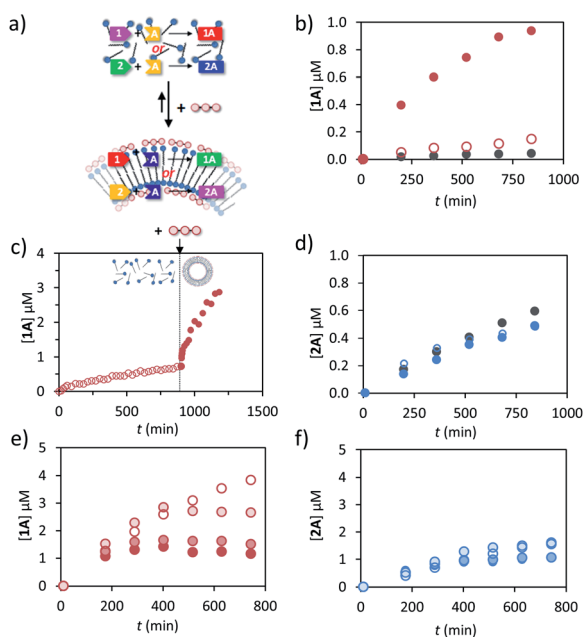 a)
1 + A 1A
or
2 + A 2A
+
1 + A 1A
or
2 + A 2A
+
b)
[1A] μM
1.0
0.8
0.6
0.4
0.2
0.0
0 250 500 750 1000
t (min)
c)
[1A] μM
4
3
2
1
0
0 500 1000 1500
t (min)
d)
[2A] μM
1.0
0.8
0.6
0.4
0.2
0.0
0 250 500 750 1000
t (min)
e)
[1A] μM
5
4
3
2
1
0
0 200 400 600 800
t (min)
f)
[2A] μM
5
4
3
2
1
0
0 200 400 600 800
t (min)